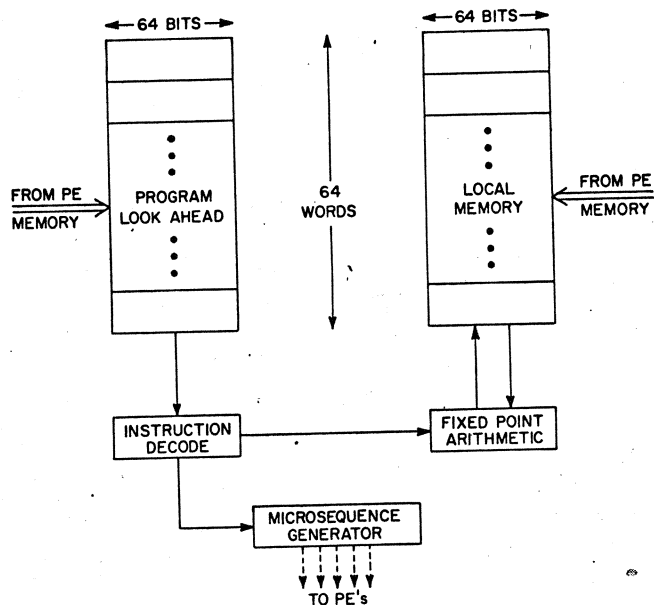 64 BITS
64 BITS
FROM PE
MEMORY
PROGRAM
LOOK AHEAD
64
WORDS
LOCAL
MEMORY
FROM PE
MEMORY
INSTRUCTION
DECODE
FIXED POINT
ARITHMETIC
MICROSEQUENCE
GENERATOR
TO PE's